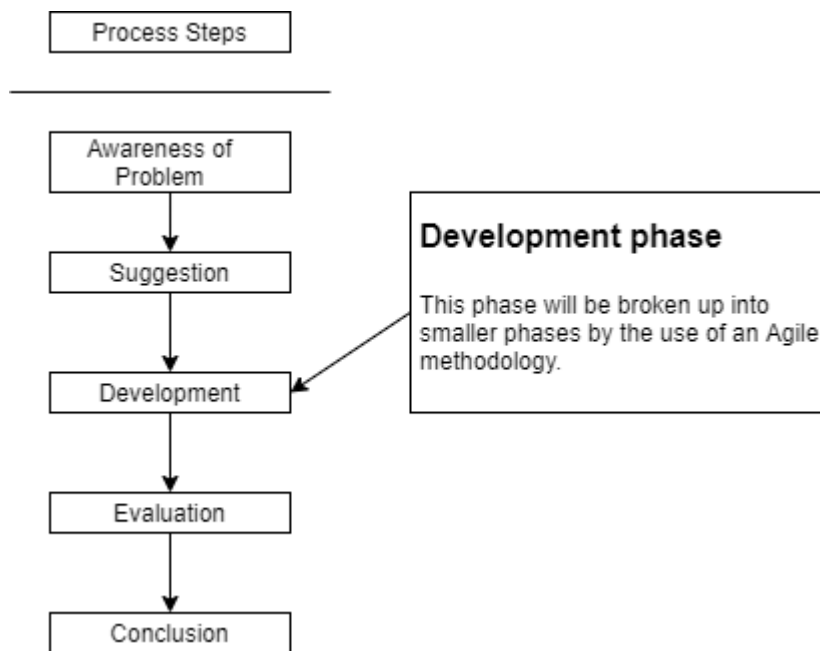 Process Steps
Awareness of
Problem
Suggestion
Development
Evaluation
Conclusion
Development phase
This phase will be broken up into
smaller phases by the use of an Agile
methodology.